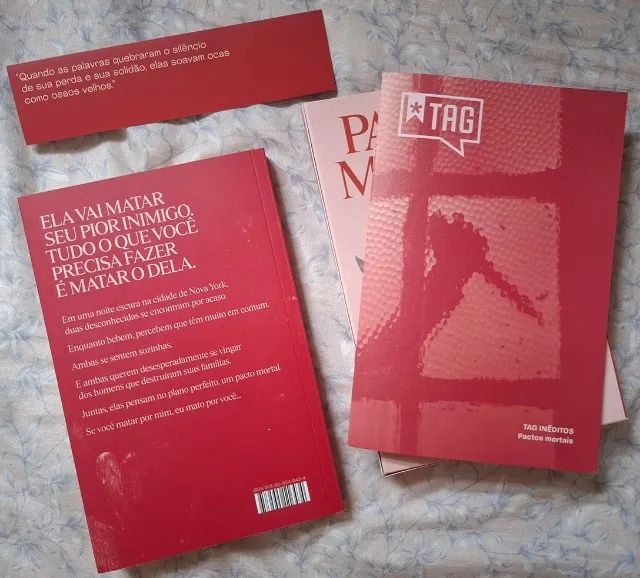 "Quando as palavras quebraram o silêncio
de sua perda e sua solidão, elas soavam ocas
como ossos velhos."
ELA VAI MATAR
SEU PIOR INIMIGO.
TUDO O QUE VOCÊ
PRECISA FAZER
É MATAR O DELA.
Em uma noite escura na cidade de Nova York,
duas desconhecidas se encontram por acaso.
Enquanto bebem, percebem que têm muito em comum.
Ambas se sentem sozinhas.
E ambas querem desesperadamente se vingar
dos homens que destruíram suas famílias.
Juntas, elas pensam no plano perfeito, um pacto mortal.
Se você matar por mim, eu mato por você...
PA
M
TAG
TAG INÉDITOS
Pactos mortais